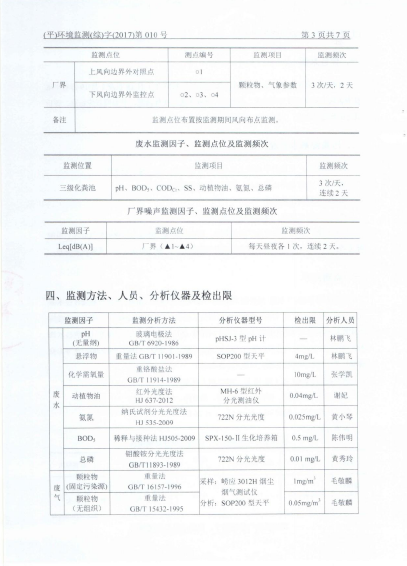 (平)环境监测(综)字(2017)第 010 号 第 3 页共 7 页
监测点位 测点编号 监测项目 监测频次
厂界 上风向边界外对照点 ○1 颗粒物、气象参数 3 次/天，2 天
下风向边界外监控点 ○2、○3、○4
备注 监测点位布置按监测期间风向布点监测。
废水监测因子、监测点位及监测频次
监测位置 监测项目 监测频次
三级化粪池 pH、BOD₅、CODcr、SS、动植物油、氨氮、总磷 3 次/天，
连续 2 天
厂界噪声监测因子、监测点位及监测频次
监测因子 监测点位 监测频次
Leq[dB(A)] 厂界（▲1~▲4） 每天昼夜各 1 次，连续 2 天。
四、监测方法、人员、分析仪器及检出限
监测因子 监测分析方法 分析仪器型号 检出限 分析人员
废水 pH
(无量纲) 玻璃电极法
GB/T 6920-1986 pHSJ-3 型 pH 计 — 林鹏飞
悬浮物 重量法 GB/T 11901-1989 SOP200 型天平 4mg/L 林鹏飞
化学需氧量 重铬酸盐法
GB/T 11914-1989 — 10mg/L 张学凯
动植物油 红外光度法
HJ 637-2012 MH-6 型红外
分光测油仪 0.04mg/L 谢妃
氨氮 纳氏试剂分光光度法
HJ 535-2009 722N 分光光度 0.025mg/L 黄小琴
BOD₅ 稀释与接种法 HJ505-2009 SPX-150-II 生化培养箱 0.5 mg/L 陈伟明
总磷 钼酸铵分光光度法
GB/T11893-1989 722N 分光光度 0.01 mg/L 黄秀玲
废气 颗粒物
(固定污染源) 重量法
GB/T 16157-1996 采样：崂应 3012H 烟尘
烟气测试仪
分析：SOP200 型天平 1mg/m³ 毛敏麟
颗粒物
（无组织） 重量法
GB/T 15432-1995 0.05mg/m³ 毛敏麟